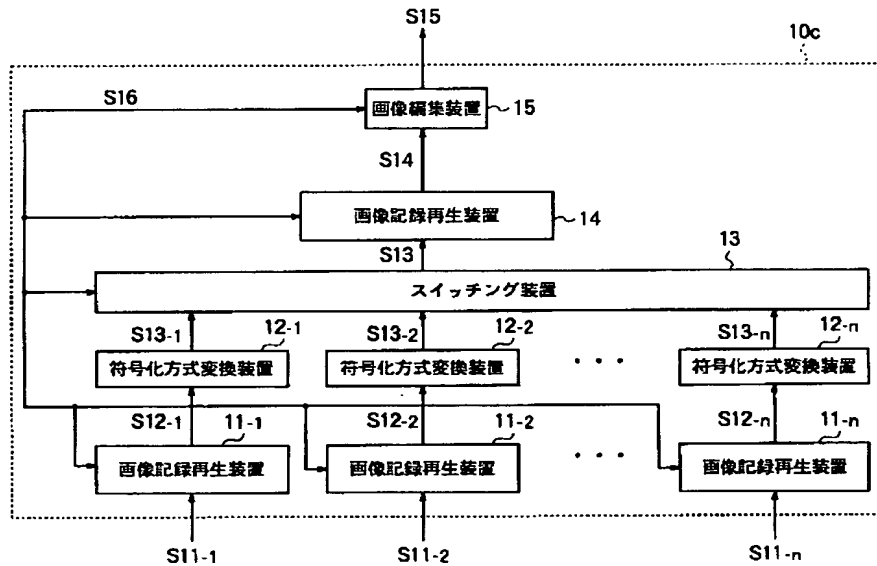 S15
10c
S16
画像編集装置
15
S14
画像記録再生装置
14
S13
13
スイッチング装置
S13-1
12-1
S13-2
12-2
S13-n
12-n
符号化方式変換装置
符号化方式変換装置
・・・
符号化方式変換装置
S12-1
11-1
S12-2
11-2
S12-n
11-n
画像記録再生装置
画像記録再生装置
・・・
画像記録再生装置
S11-1
S11-2
S11-n